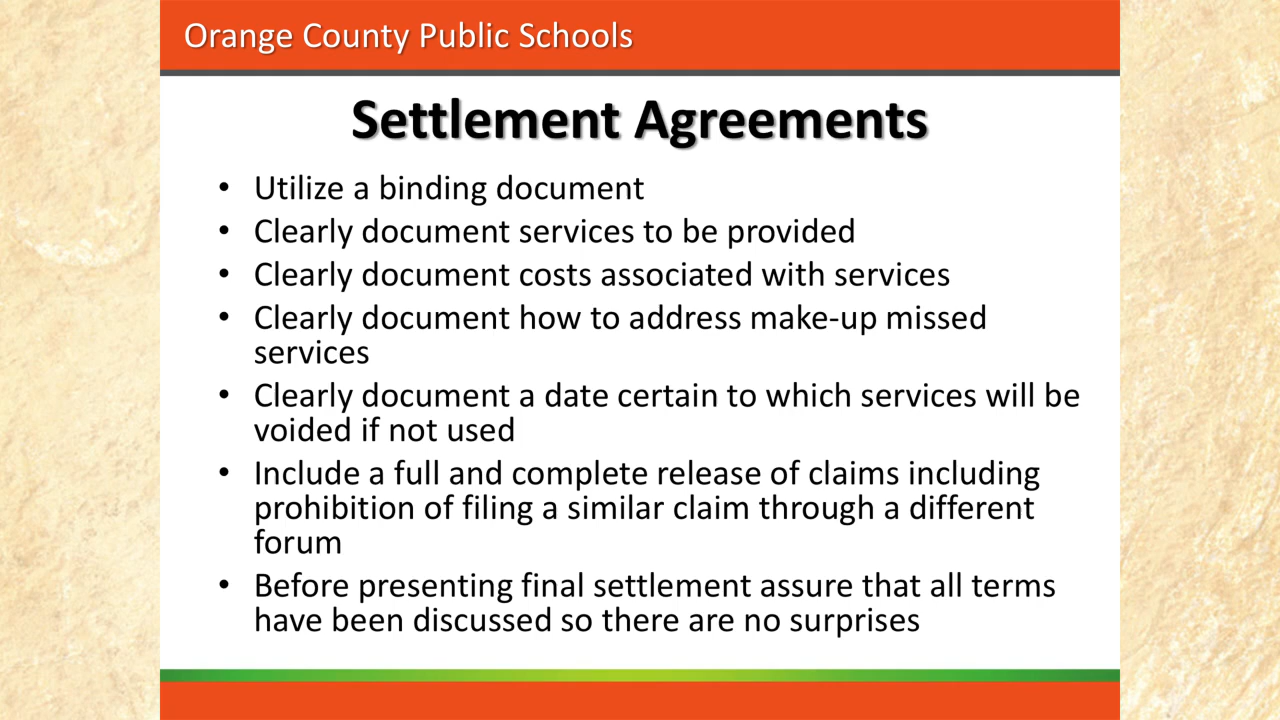 Orange County Public Schools
Settlement Agreements
• Utilize a binding document
• Clearly document services to be provided
• Clearly document costs associated with services
• Clearly document how to address make-up missed
services
• Clearly document a date certain to which services will be
voided if not used
• Include a full and complete release of claims including
prohibition of filing a similar claim through a different
forum
• Before presenting final settlement assure that all terms
have been discussed so there are no surprises